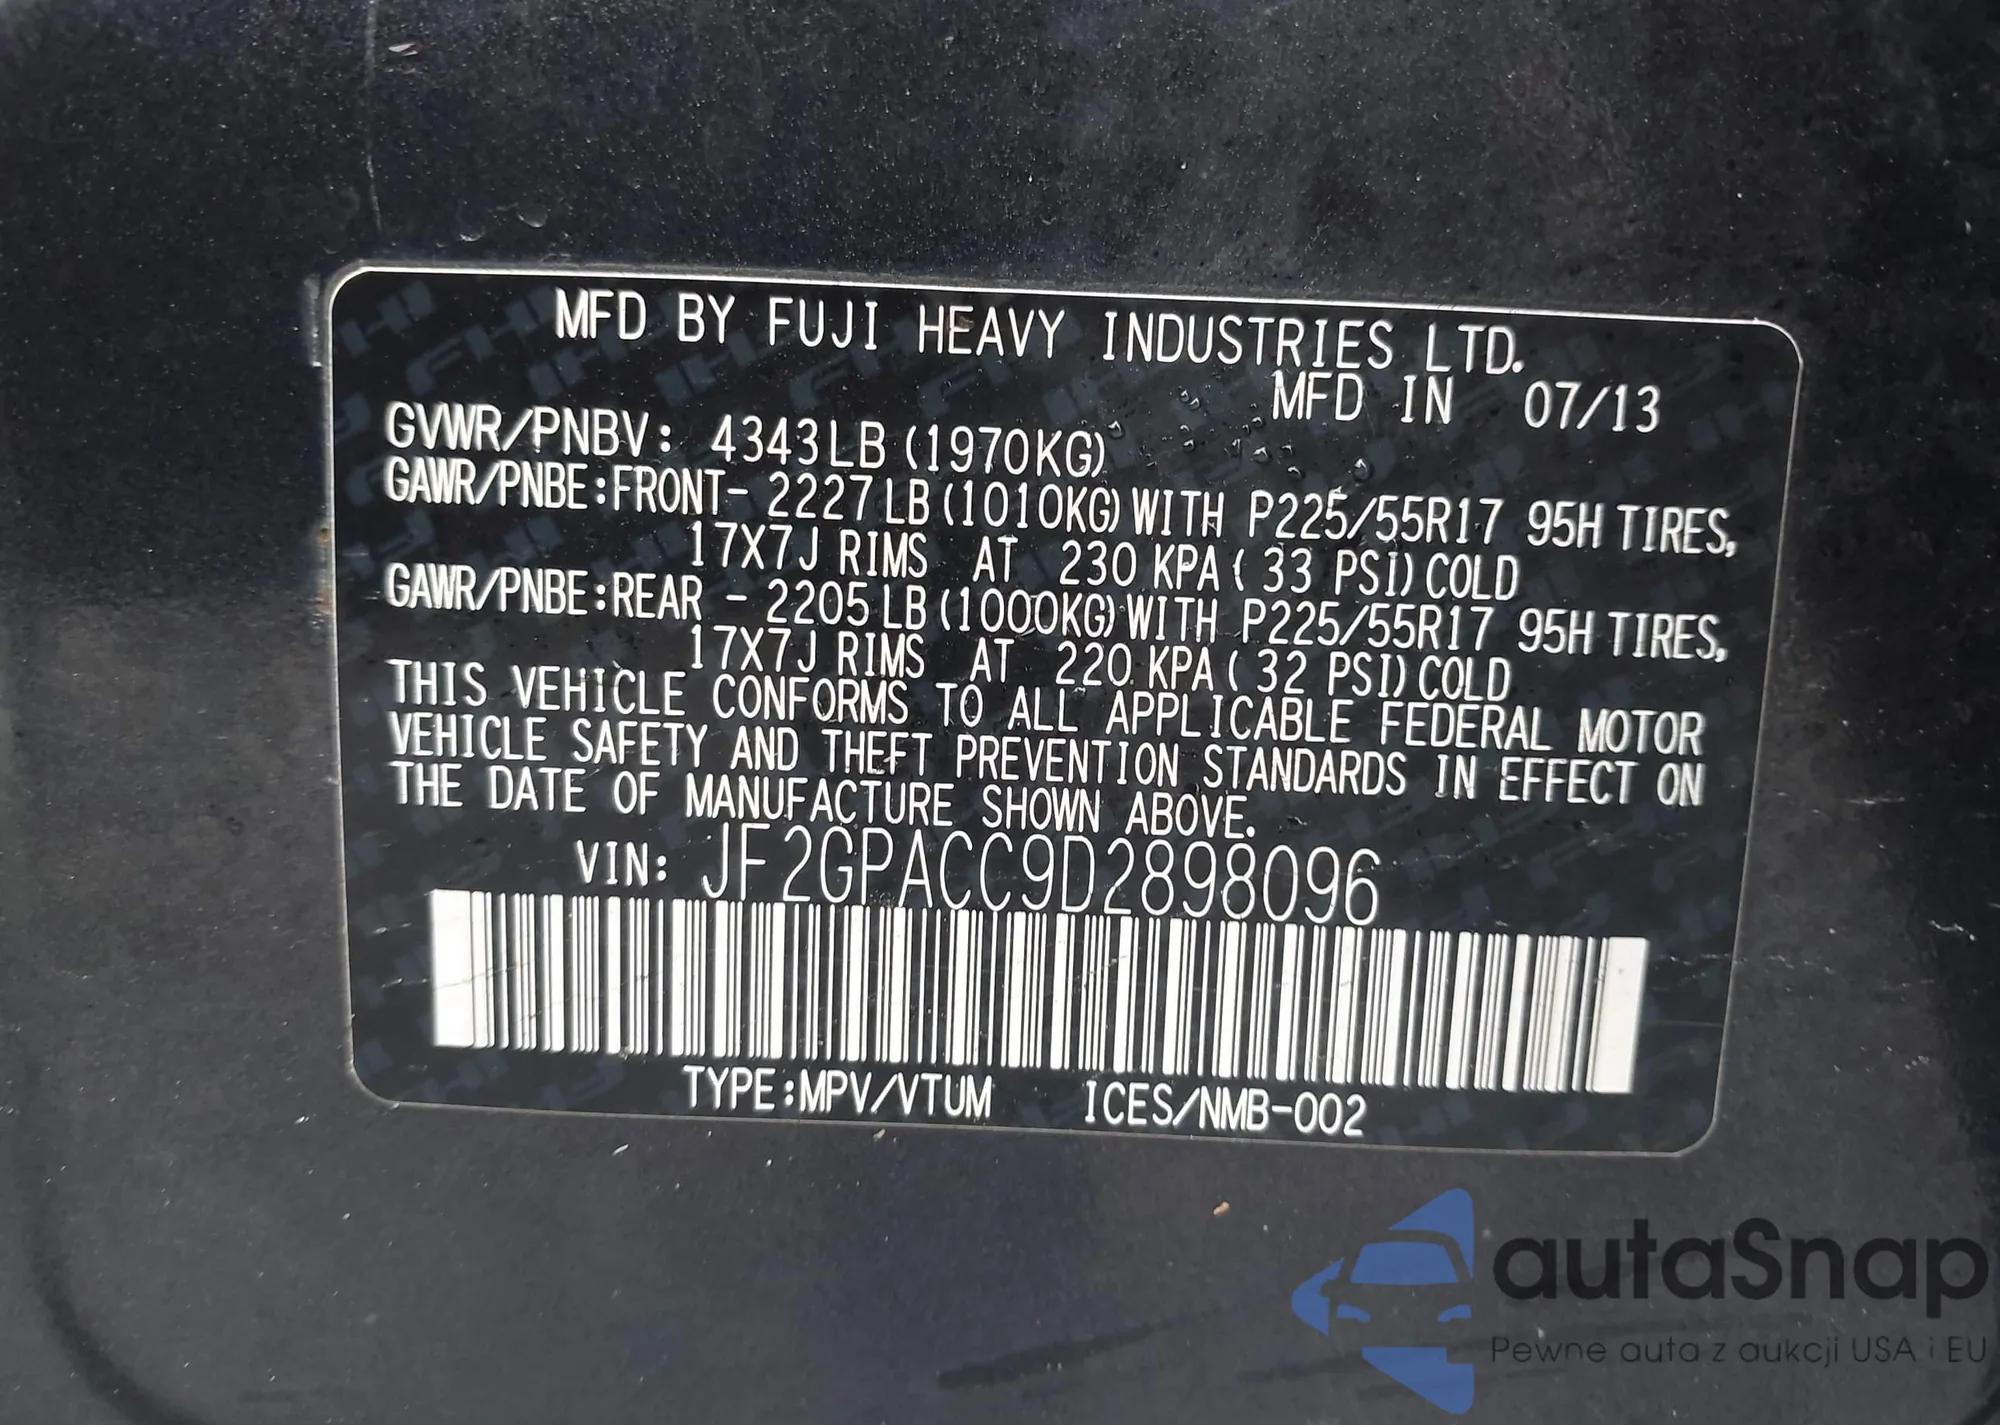 MFD BY FUJI HEAVY INDUSTRIES LTD.
MFD IN 07/13
GVWR/PNBV: 4343LB (1970KG)
GAWR/PNBE:FRONT- 2227LB (1010KG) WITH P225/55R17 95H TIRES,
17X7J RIMS AT 230 KPA ( 33 PSI) COLD
GAWR/PNBE:REAR - 2205LB (1000KG) WITH P225/55R17 95H TIRES,
17X7J RIMS AT 220 KPA ( 32 PSI) COLD
THIS VEHICLE CONFORMS TO ALL APPLICABLE FEDERAL MOTOR
VEHICLE SAFETY AND THEFT PREVENTION STANDARDS IN EFFECT ON
THE DATE OF MANUFACTURE SHOWN ABOVE.
VIN: JF2GPACC9D2898096
TYPE:MPV/VTUM ICES/NMB-002
autaSnap
Pewne auta z aukcji USA i EU